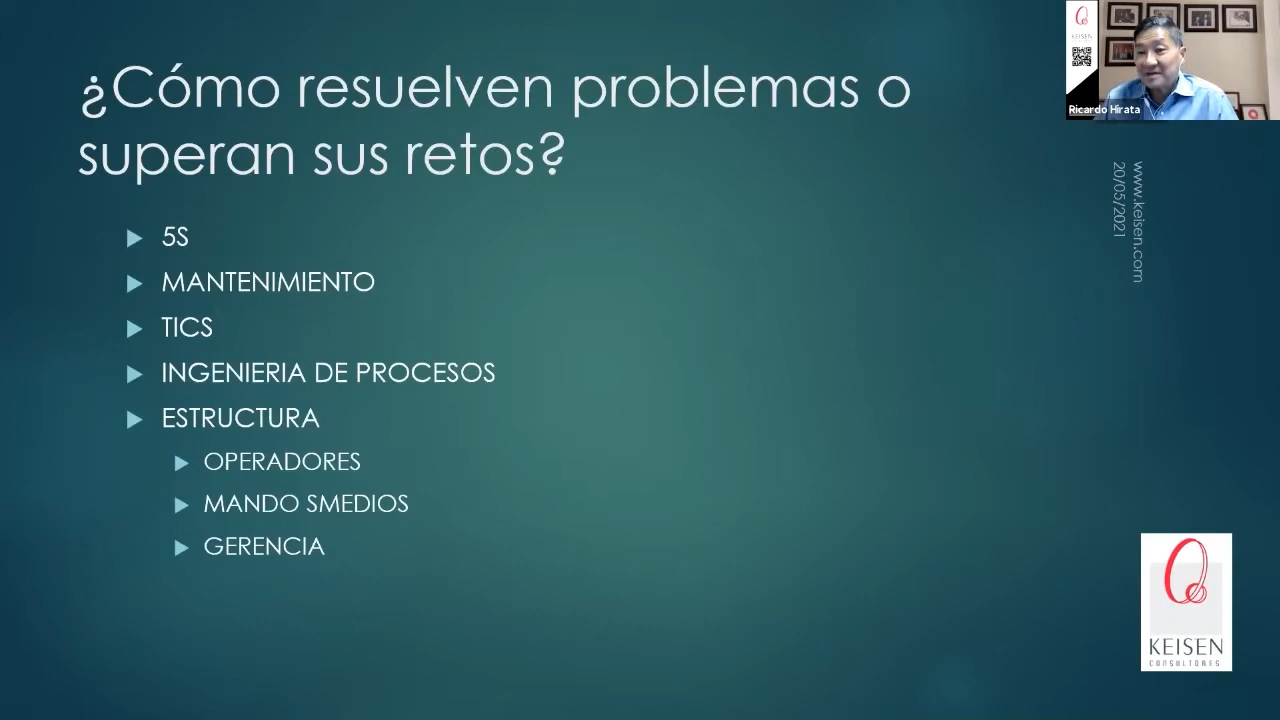 ¿Cómo resuelven problemas o
superan sus retos?
5S
MANTENIMIENTO
TICS
INGENIERIA DE PROCESOS
ESTRUCTURA
OPERADORES
MANDO SMEDIOS
GERENCIA
KEISEN
Ricardo Hirata
www.keisen.com
20/05/2021
KEISEN
CONSULTORES